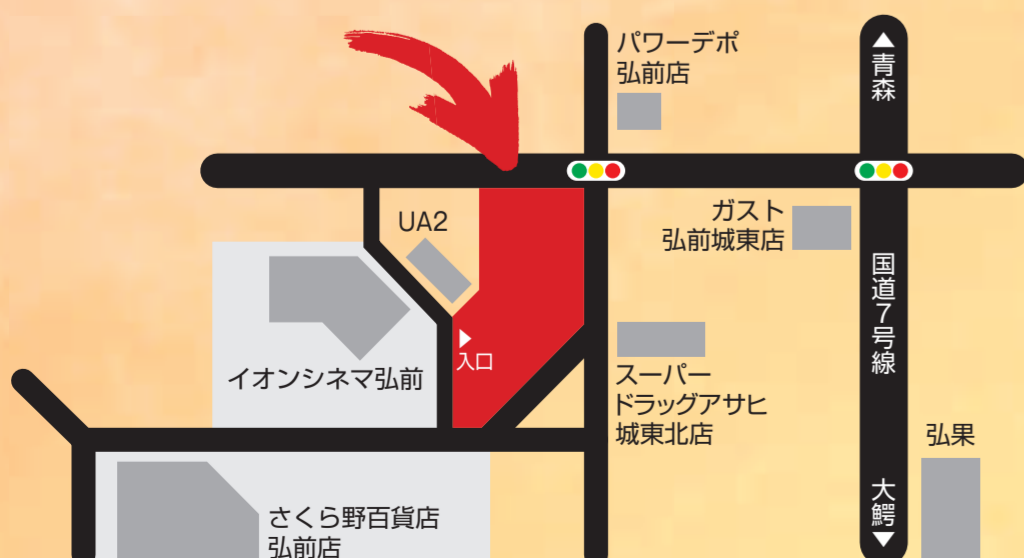 パワーデポ
弘前店
▲青森
UA2
ガスト
弘前城東店
国道7号線
入口
イオンシネマ弘前
スーパー
ドラッグアサヒ
城東北店
弘果
大鰐▼
さくら野百貨店
弘前店